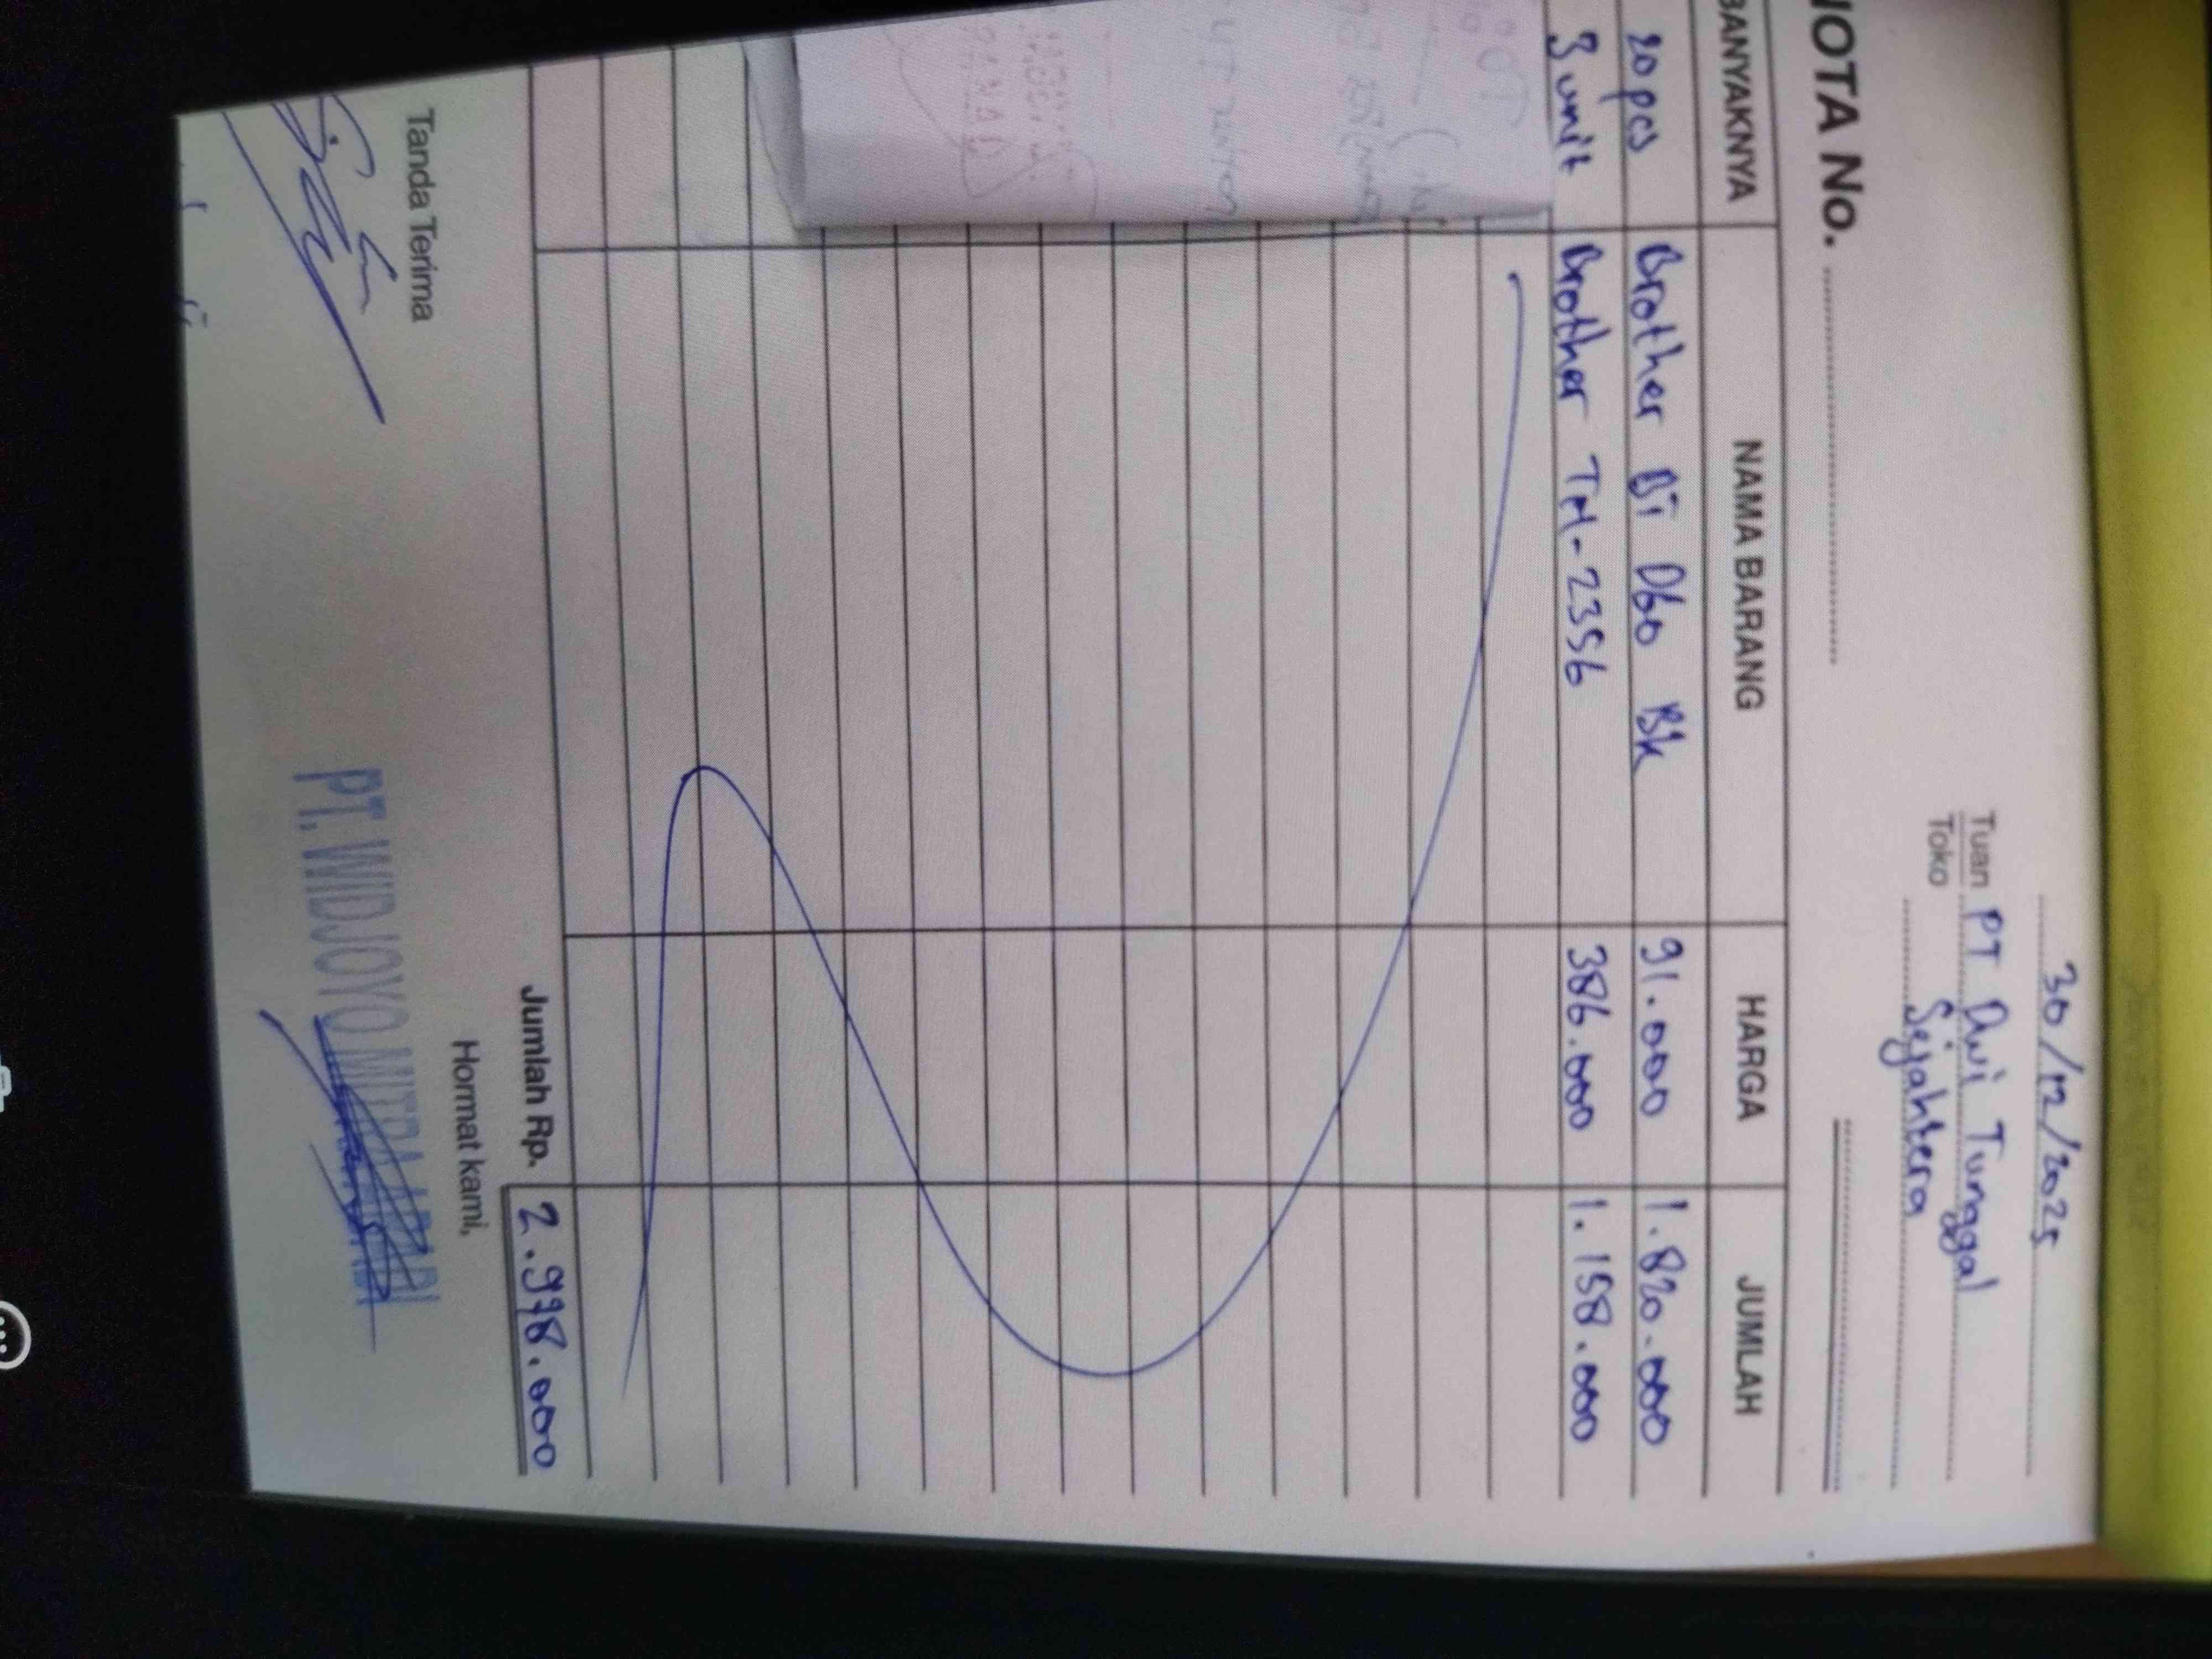 30/12/2025
Tuan PT Dwi Tunggal
Toko Sejahtera
NOTA No.
BANYAKNYA NAMA BARANG HARGA JUMLAH
20 pcs Brother BT D60 BK 91.000 1.820.000
3 unit Brother TN-2356 386.000 1.158.000
Jumlah Rp. 2.978.000
Tanda Terima Hormat kami,
PT. WIDJOYO MITRA ABADI